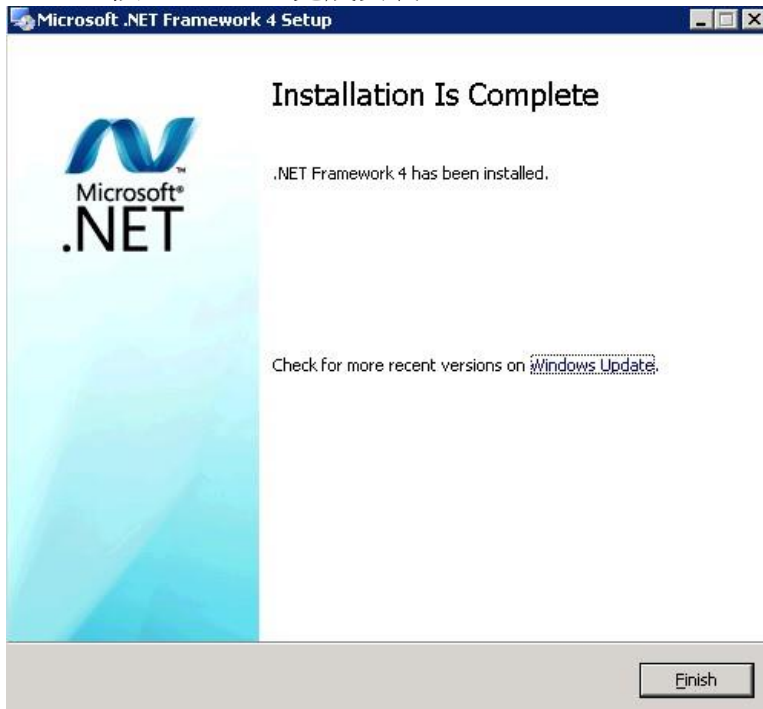 Microsoft .NET Framework 4 Setup
Installation Is Complete
.NET Framework 4 has been installed.
Microsoft®
.NET
Check for more recent versions on Windows Update.
Finish